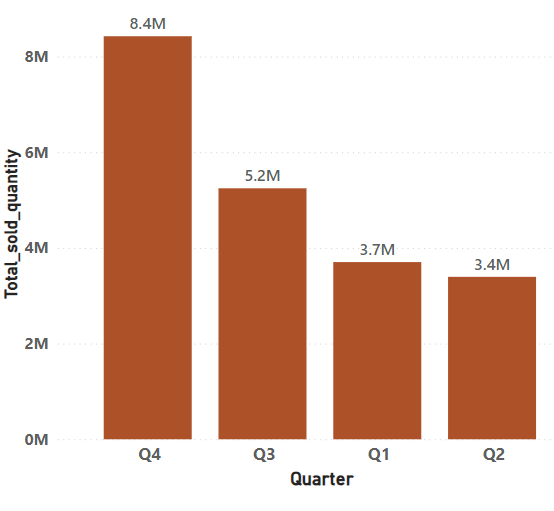 8.4M
8M
5.2M
6M
Total_sold_quantity
4M
3.7M
3.4M
2M
0M
Q4 Q3 Q1 Q2
Quarter